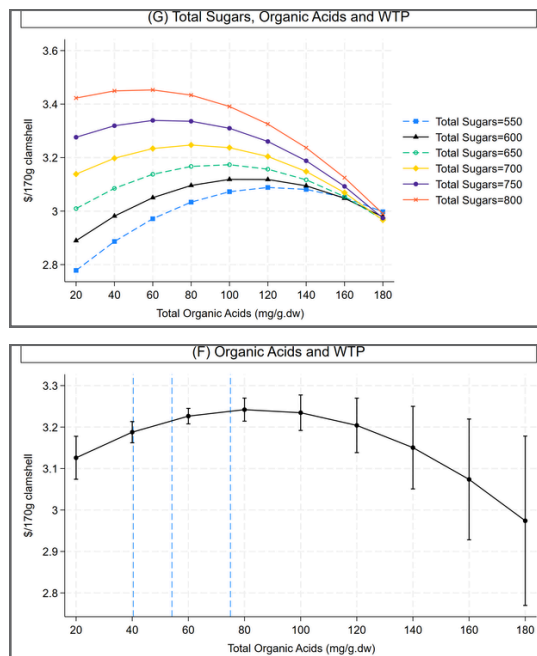 (G) Total Sugars, Organic Acids and WTP
3.6
3.4
3.2
3
2.8
$/170g clamshell
20 40 60 80 100 120 140 160 180
Total Organic Acids (mg/g.dw)
Total Sugars=550
Total Sugars=600
Total Sugars=650
Total Sugars=700
Total Sugars=750
Total Sugars=800
(F) Organic Acids and WTP
3.3
3.2
3.1
3
2.9
2.8
$/170g clamshell
20 40 60 80 100 120 140 160 180
Total Organic Acids (mg/g.dw)